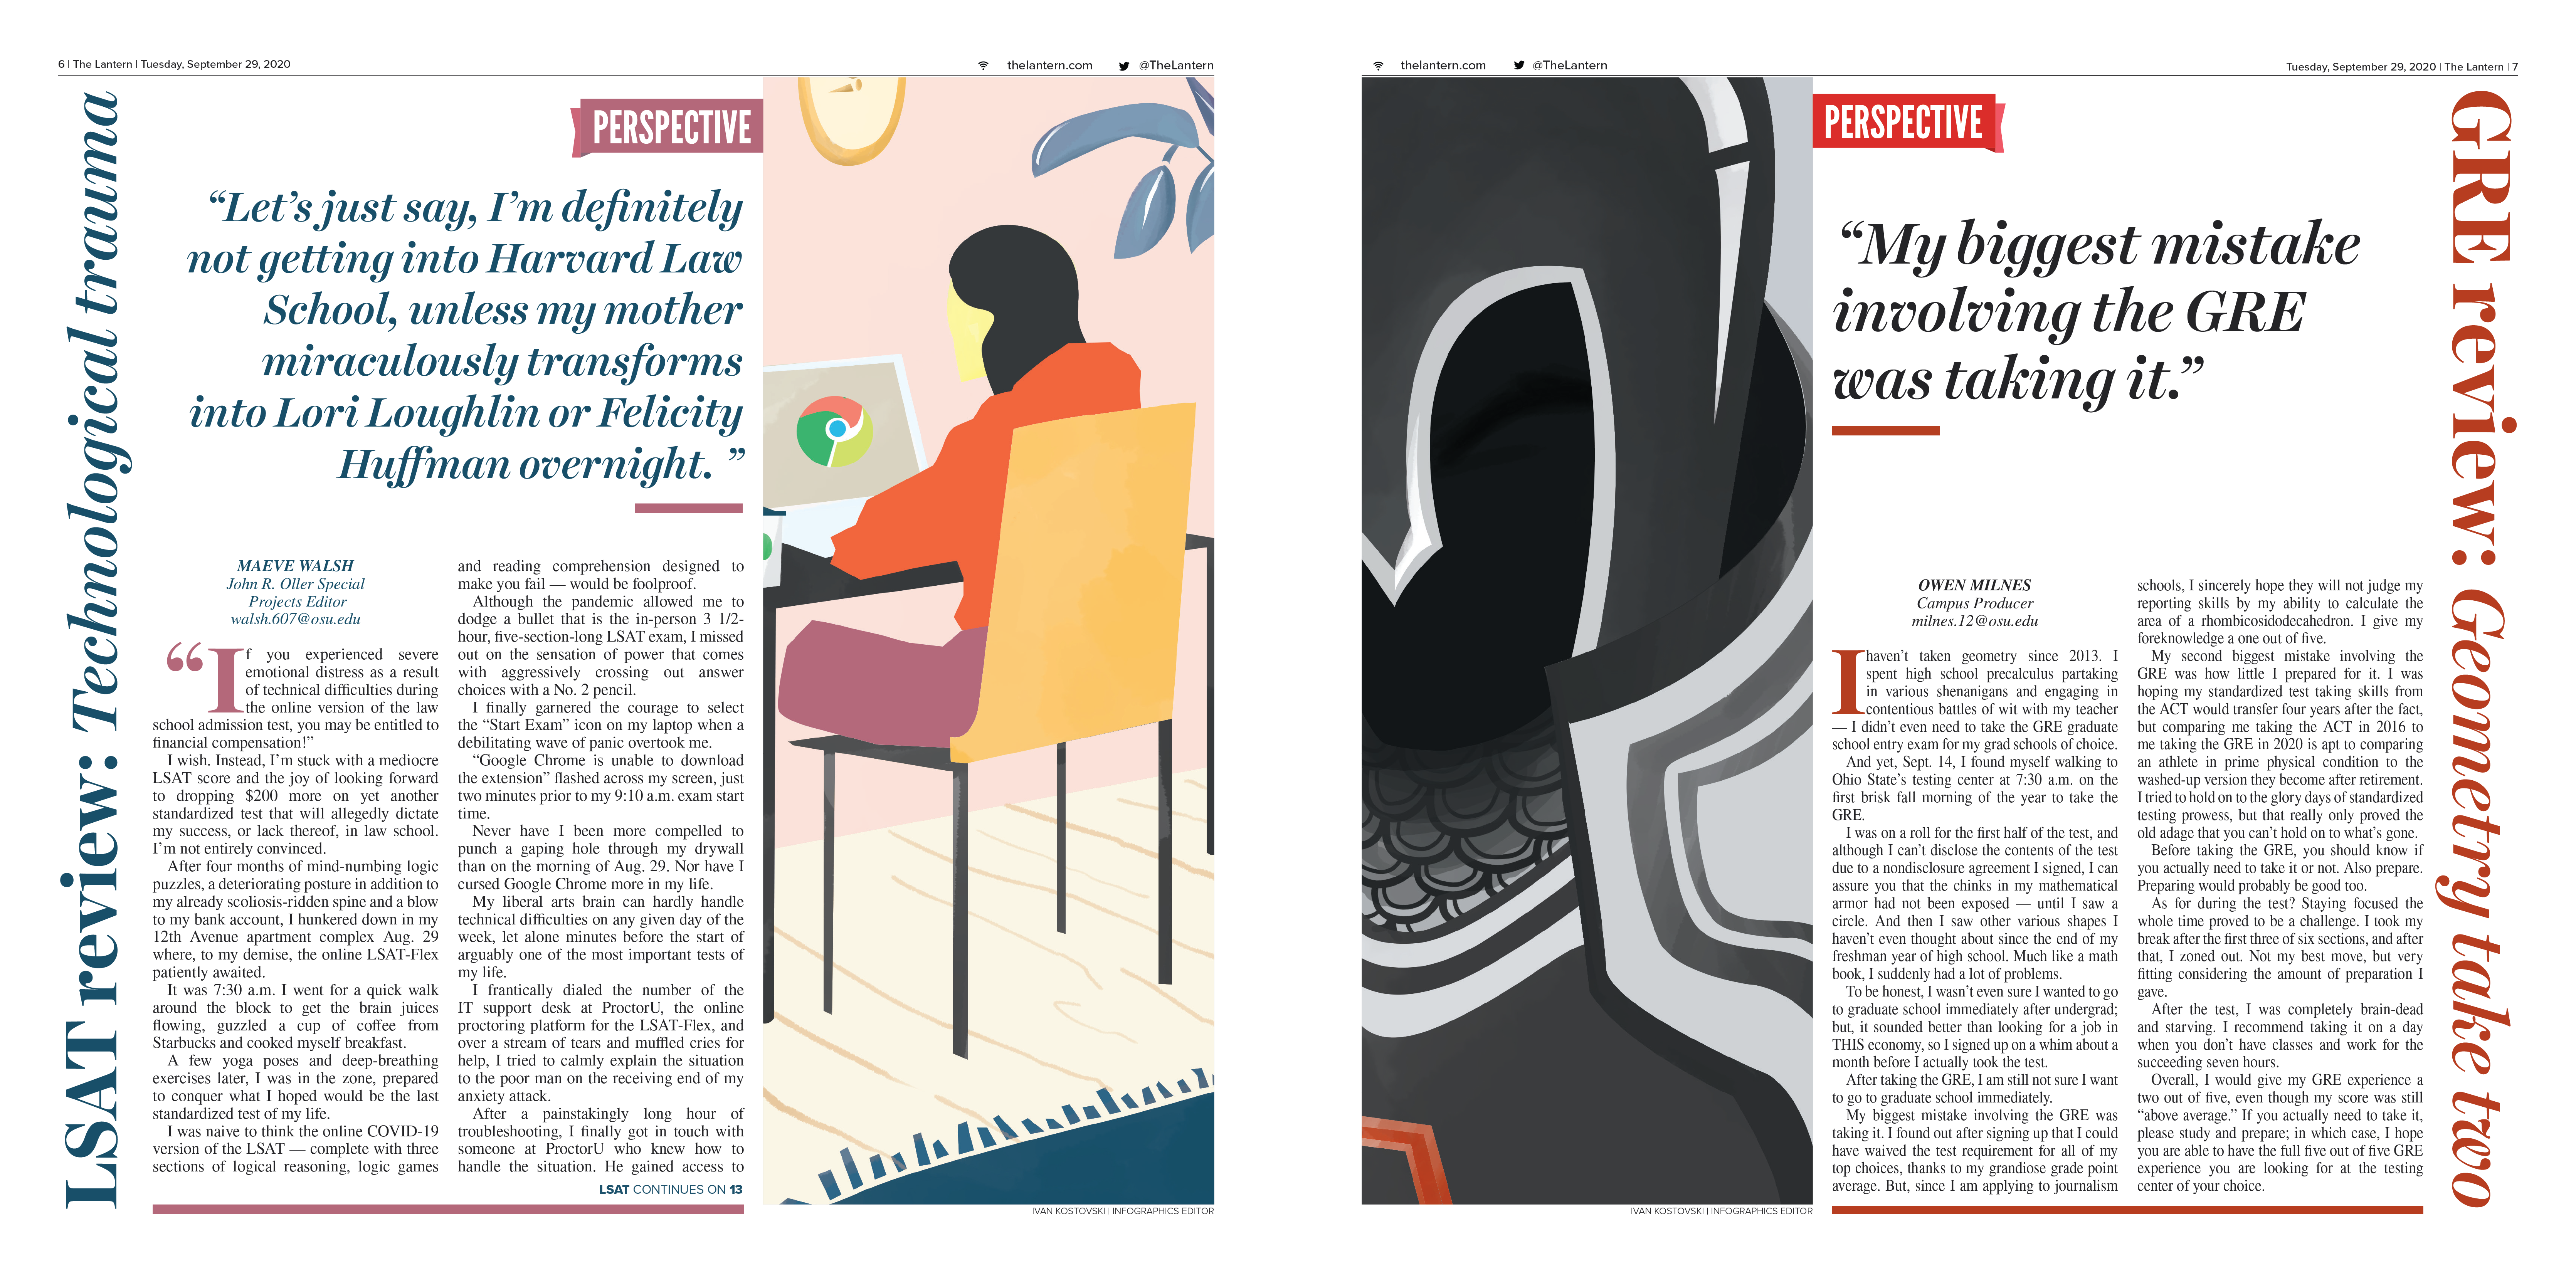 6 | The Lantern | Tuesday, September 29, 2020
thelantern.com
@TheLantern
LSAT review: Technological trauma
PERSPECTIVE
“Let’s just say, I’m definitely
not getting into Harvard Law
School, unless my mother
miraculously transforms
into Lori Loughlin or Felicity
Huffman overnight. ”
MAEVE WALSH
John R. Oller Special
Projects Editor
walsh.607@osu.edu
“If you experienced severe
emotional distress as a result
of technical difficulties during
the online version of the law
school admission test, you may be entitled to
financial compensation!”
I wish. Instead, I’m stuck with a mediocre
LSAT score and the joy of looking forward
to dropping $200 more on yet another
standardized test that will allegedly dictate
my success, or lack thereof, in law school.
I’m not entirely convinced.
After four months of mind-numbing logic
puzzles, a deteriorating posture in addition to
my already scoliosis-ridden spine and a blow
to my bank account, I hunkered down in my
12th Avenue apartment complex Aug. 29
where, to my demise, the online LSAT-Flex
patiently awaited.
It was 7:30 a.m. I went for a quick walk
around the block to get the brain juices
flowing, guzzled a cup of coffee from
Starbucks and cooked myself breakfast.
A few yoga poses and deep-breathing
exercises later, I was in the zone, prepared
to conquer what I hoped would be the last
standardized test of my life.
I was naive to think the online COVID-19
version of the LSAT — complete with three
sections of logical reasoning, logic games
and reading comprehension designed to
make you fail — would be foolproof.
Although the pandemic allowed me to
dodge a bullet that is the in-person 3 1/2-
hour, five-section-long LSAT exam, I missed
out on the sensation of power that comes
with aggressively crossing out answer
choices with a No. 2 pencil.
I finally garnered the courage to select
the “Start Exam” icon on my laptop when a
debilitating wave of panic overtook me.
“Google Chrome is unable to download
the extension” flashed across my screen, just
two minutes prior to my 9:10 a.m. exam start
time.
Never have I been more compelled to
punch a gaping hole through my drywall
than on the morning of Aug. 29. Nor have I
cursed Google Chrome more in my life.
My liberal arts brain can hardly handle
technical difficulties on any given day of the
week, let alone minutes before the start of
arguably one of the most important tests of
my life.
I frantically dialed the number of the
IT support desk at ProctorU, the online
proctoring platform for the LSAT-Flex, and
over a stream of tears and muffled cries for
help, I tried to calmly explain the situation
to the poor man on the receiving end of my
anxiety attack.
After a painstakingly long hour of
troubleshooting, I finally got in touch with
someone at ProctorU who knew how to
handle the situation. He gained access to
LSAT CONTINUES ON 13
IVAN KOSTOVSKI | INFOGRAPHICS EDITOR
thelantern.com
@TheLantern
Tuesday, September 29, 2020 | The Lantern | 7
PERSPECTIVE
“My biggest mistake
involving the GRE
was taking it.”
OWEN MILNES
Campus Producer
milnes.12@osu.edu
I haven’t taken geometry since 2013. I
spent high school precalculus partaking
in various shenanigans and engaging in
contentious battles of wit with my teacher
— I didn’t even need to take the GRE graduate
school entry exam for my grad schools of choice.
And yet, Sept. 14, I found myself walking to
Ohio State’s testing center at 7:30 a.m. on the
first brisk fall morning of the year to take the
GRE.
I was on a roll for the first half of the test, and
although I can’t disclose the contents of the test
due to a nondisclosure agreement I signed, I can
assure you that the chinks in my mathematical
armor had not been exposed — until I saw a
circle. And then I saw other various shapes I
haven’t even thought about since the end of my
freshman year of high school. Much like a math
book, I suddenly had a lot of problems.
To be honest, I wasn’t even sure I wanted to go
to graduate school immediately after undergrad;
but, it sounded better than looking for a job in
THIS economy, so I signed up on a whim about a
month before I actually took the test.
After taking the GRE, I am still not sure I want
to go to graduate school immediately.
My biggest mistake involving the GRE was
taking it. I found out after signing up that I could
have waived the test requirement for all of my
top choices, thanks to my grandiose grade point
average. But, since I am applying to journalism
schools, I sincerely hope they will not judge my
reporting skills by my ability to calculate the
area of a rhombicosidodecahedron. I give my
foreknowledge a one out of five.
My second biggest mistake involving the
GRE was how little I prepared for it. I was
hoping my standardized test taking skills from
the ACT would transfer four years after the fact,
but comparing me taking the ACT in 2016 to
me taking the GRE in 2020 is apt to comparing
an athlete in prime physical condition to the
washed-up version they become after retirement.
I tried to hold on to the glory days of standardized
testing prowess, but that really only proved the
old adage that you can’t hold on to what’s gone.
Before taking the GRE, you should know if
you actually need to take it or not. Also prepare.
Preparing would probably be good too.
As for during the test? Staying focused the
whole time proved to be a challenge. I took my
break after the first three of six sections, and after
that, I zoned out. Not my best move, but very
fitting considering the amount of preparation I
gave.
After the test, I was completely brain-dead
and starving. I recommend taking it on a day
when you don’t have classes and work for the
succeeding seven hours.
Overall, I would give my GRE experience a
two out of five, even though my score was still
“above average.” If you actually need to take it,
please study and prepare; in which case, I hope
you are able to have the full five out of five GRE
experience you are looking for at the testing
center of your choice.
IVAN KOSTOVSKI | INFOGRAPHICS EDITOR
GRE review: Geometry take two